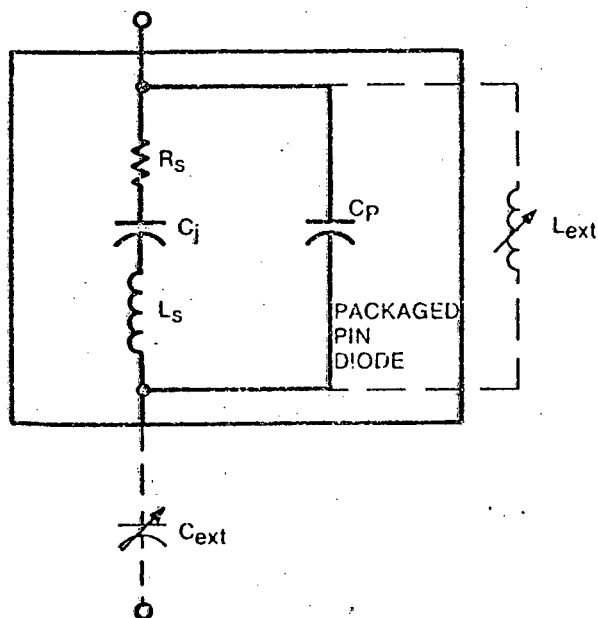 Rs
Cj
Ls
Cp
PACKAGED
PIN
DIODE
Lext
Cext